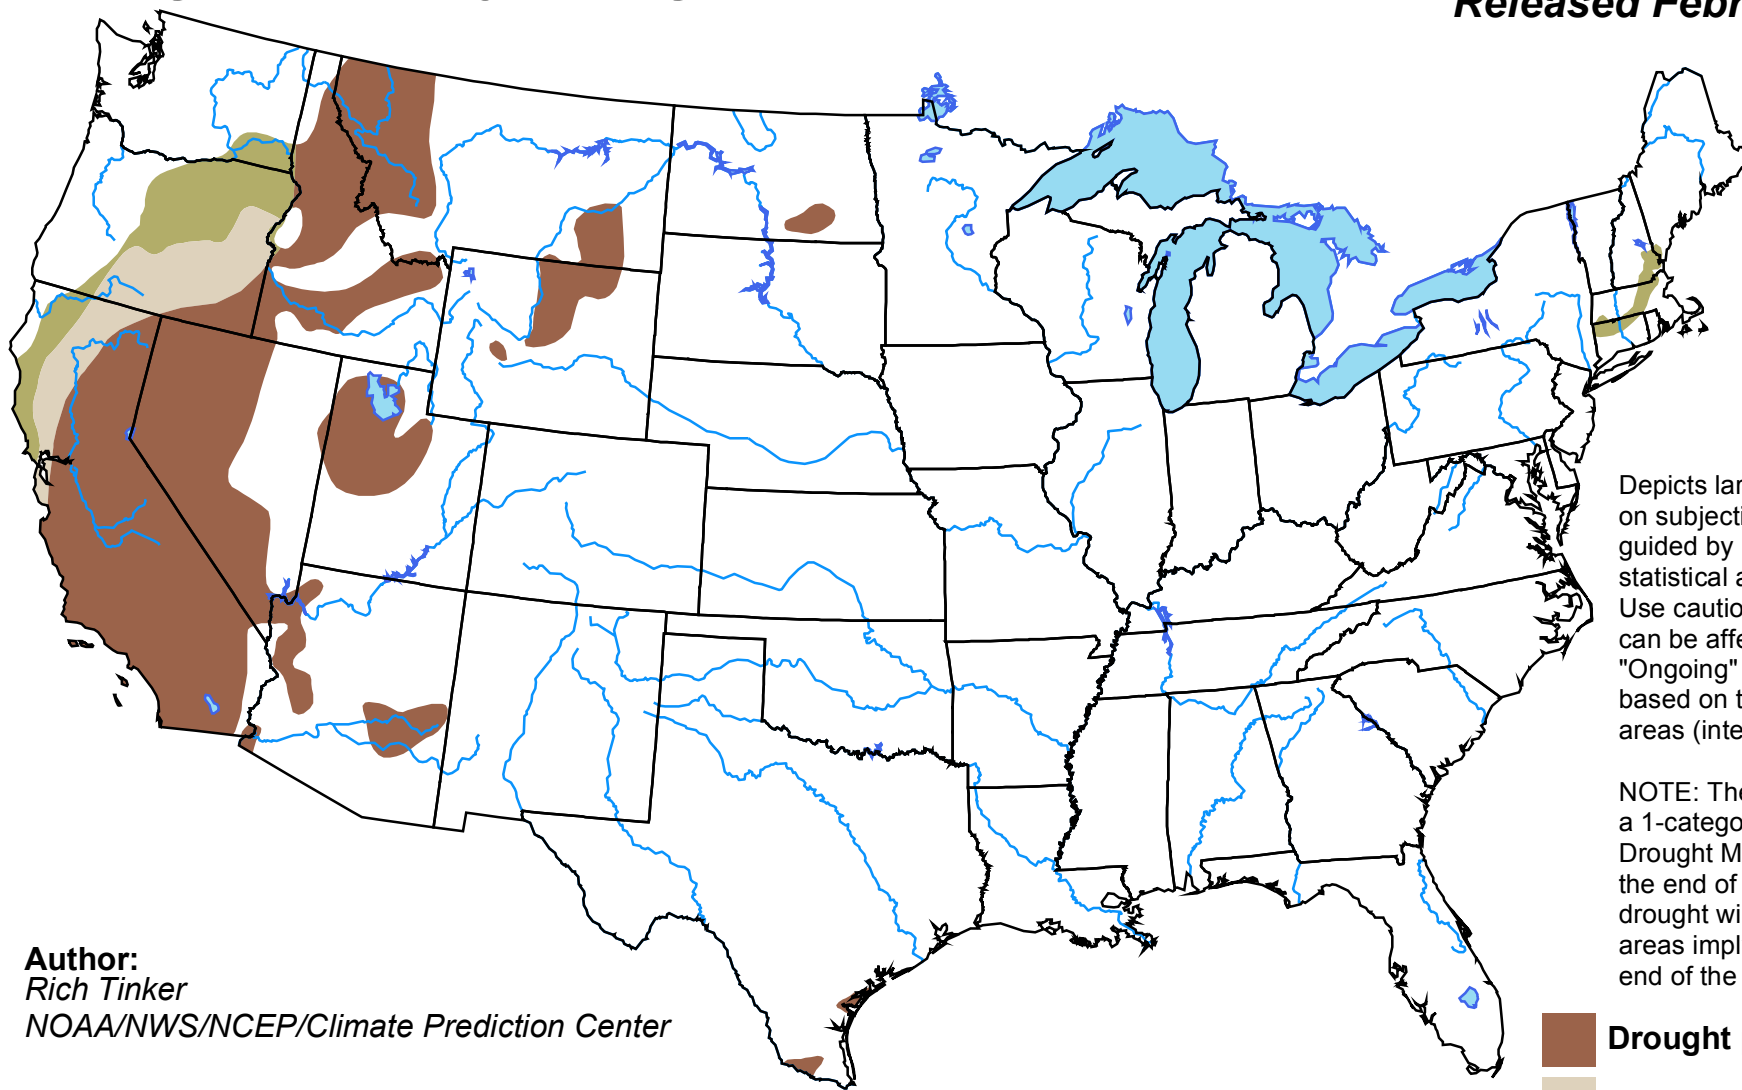 Released Febr
Depicts lar
on subjecti
guided by
statistical a
Use cautio
can be affe
"Ongoing"
based on t
areas (inte
NOTE: The
a 1-catego
Drought M
the end of
drought wi
areas impl
end of the
Author:
Rich Tinker
NOAA/NWS/NCEP/Climate Prediction Center
Drought